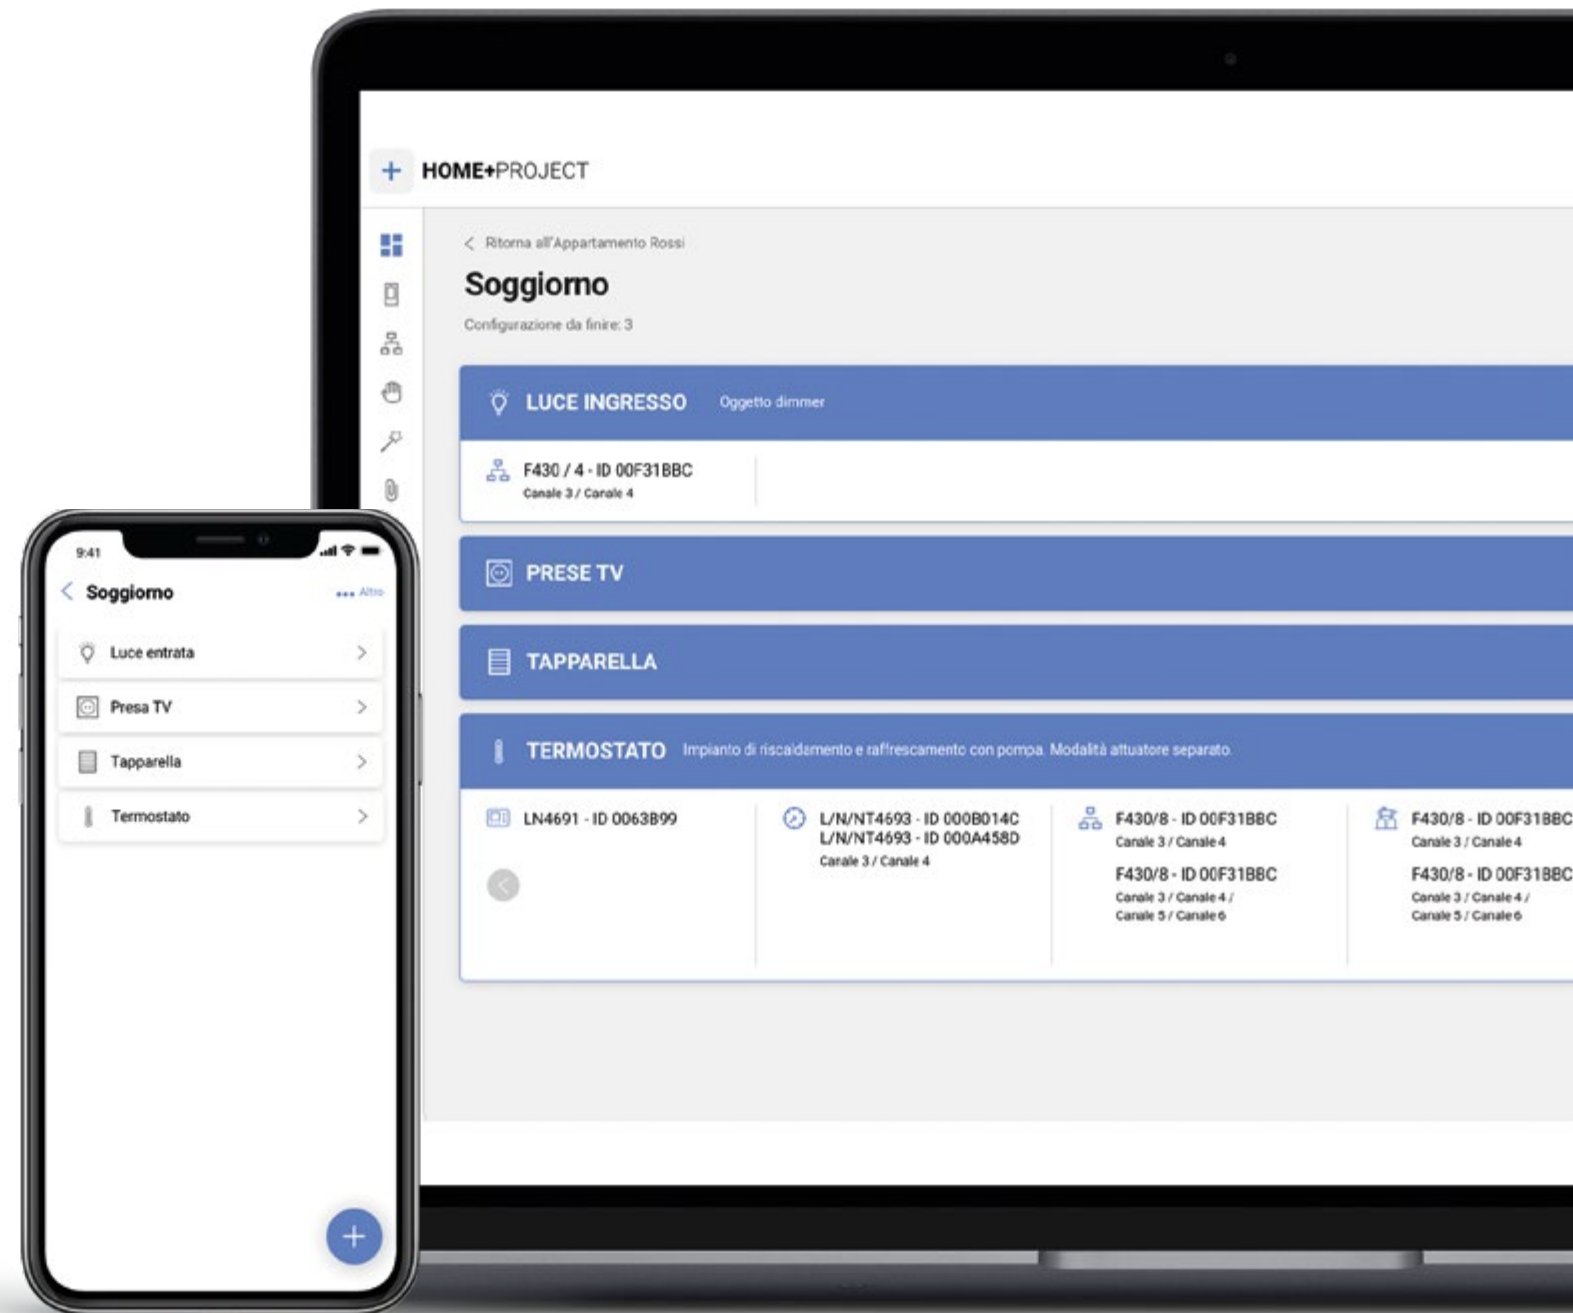 HOME+PROJECT
Ritorna all'Appartamento Rossi
Soggiorno
Configurazione da finire: 3
LUCE INGRESSO Oggetto dimmer
F430 / 4 - ID 00F31BBC
Canale 3 / Canale 4
PRESE TV
TAPPARELLA
TERMOSTATO Impianto di riscaldamento e raffrescamento con pompa. Modalità attuatore separato.
LN4691 - ID 0063B99
L/N/NT4693 - ID 000B014C
L/N/NT4693 - ID 000A458D
Canale 3 / Canale 4
F430/8 - ID 00F31BBC
Canale 3 / Canale 4
F430/8 - ID 00F31BBC
Canale 3 / Canale 4 /
Canale 5 / Canale 6
F430/8 - ID 00F31BBC
Canale 3 / Canale 4
F430/8 - ID 00F31BBC
Canale 3 / Canale 4 /
Canale 5 / Canale 6
9:41
Soggiorno
Altro
Luce entrata
Presa TV
Tapparella
Termostato